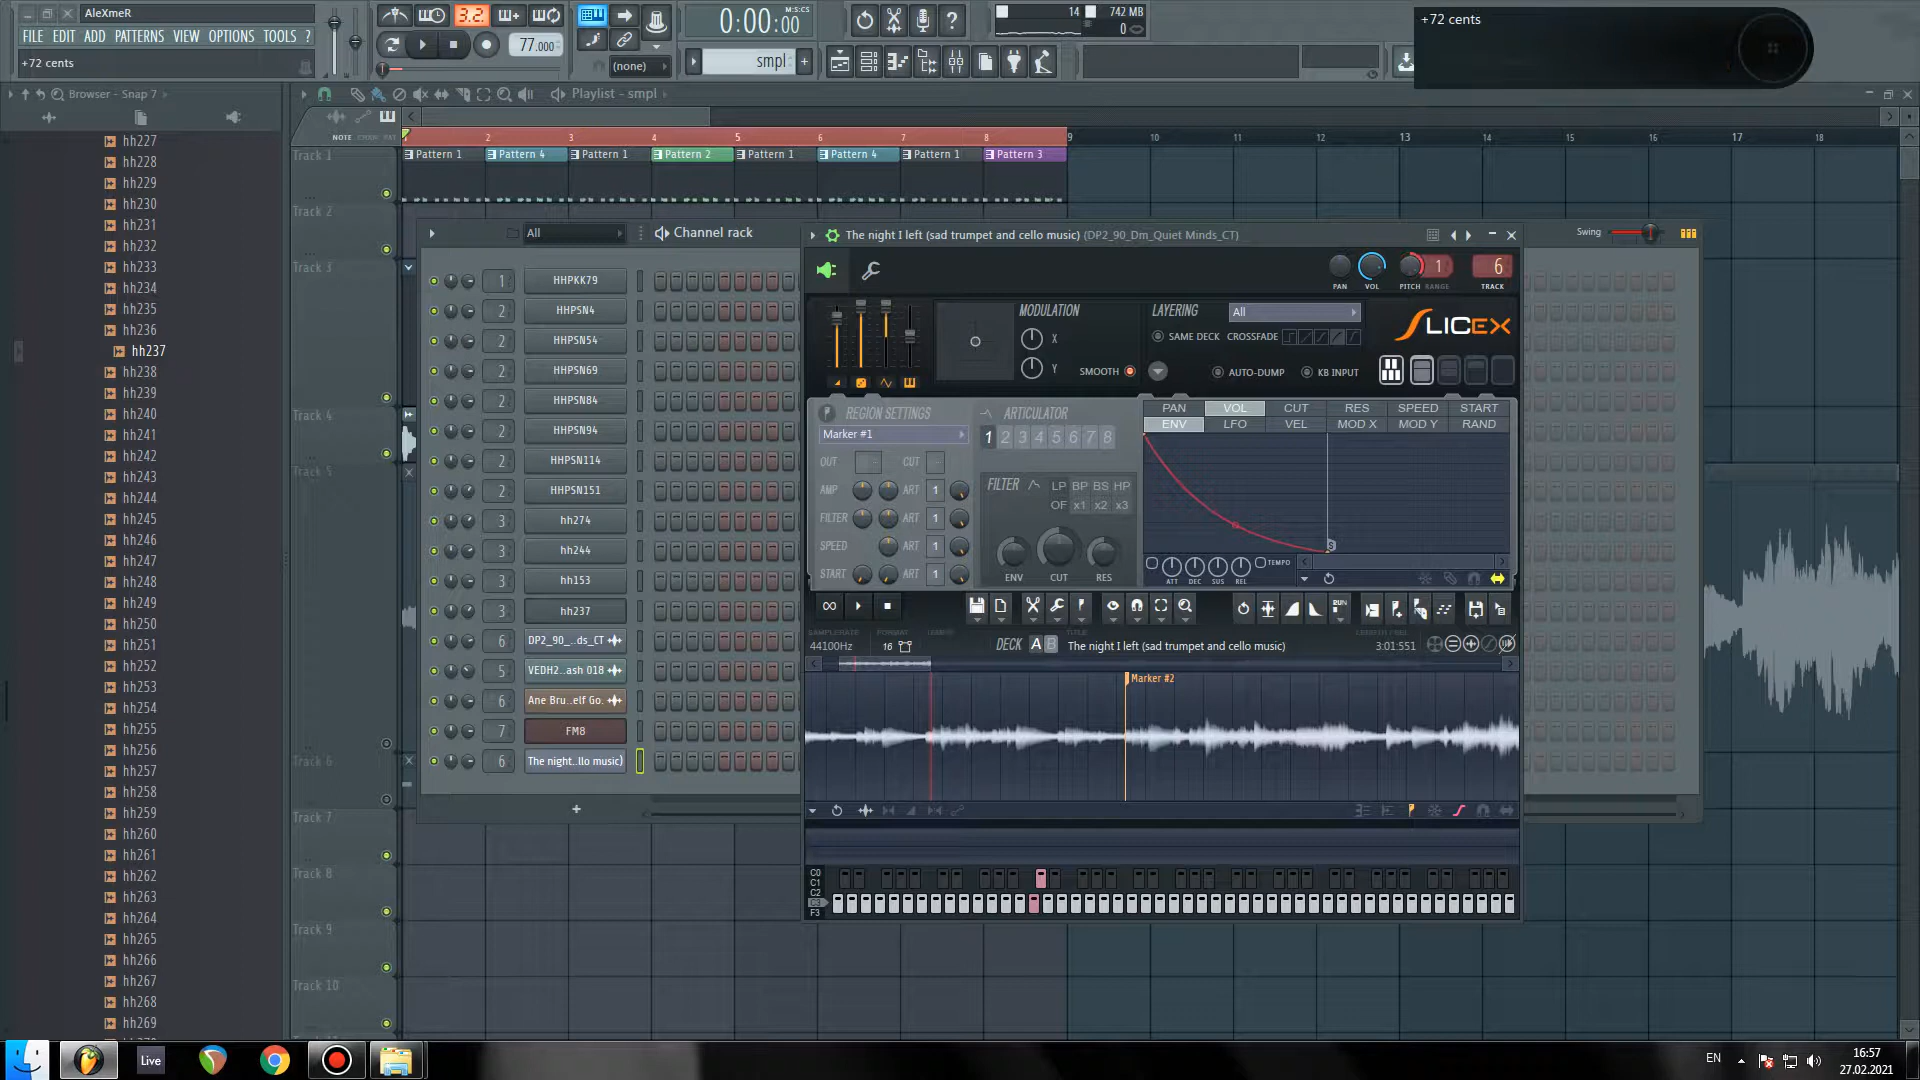 AleXmeR
FILE EDIT ADD PATTERNS VIEW OPTIONS TOOLS ?
+72 cents
3.2.
77.000
(none)
0:00:00
M:S:CS
smpl
14
742 MB
0
+72 cents
Browser - Snap 7
Playlist - smpl
NOTE
1 2 3 4 5 6 7 8 9 10 11 12 13 14 15 16 17 18
Track 1
Pattern 1
Pattern 4
Pattern 1
Pattern 2
Pattern 1
Pattern 4
Pattern 1
Pattern 3
Track 2
Track 3
Track 4
Track 5
Track 6
Track 7
Track 8
Track 9
Track 10
hh227
hh228
hh229
hh230
hh231
hh232
hh233
hh234
hh235
hh236
hh237
hh238
hh239
hh240
hh241
hh242
hh243
hh244
hh245
hh246
hh247
hh248
hh249
hh250
hh251
hh252
hh253
hh254
hh255
hh256
hh257
hh258
hh259
hh260
hh261
hh262
hh263
hh264
hh265
hh266
hh267
hh268
hh269
All
Channel rack
Swing
1 HHPKK79
2 HHPSN4
2 HHPSN54
2 HHPSN69
2 HHPSN84
2 HHPSN94
2 HHPSN114
2 HHPSN151
3 hh274
3 hh244
3 hh153
3 hh237
6 DP2_90_..ds_CT
5 VEDH2..ash 018
6 Ane Bru..elf Go.
7 FM8
6 The night..llo music)
+
The night I left (sad trumpet and cello music) (DP2_90_Dm_Quiet Minds_CT)
PAN VOL PITCH RANGE TRACK
1
6
MODULATION
X
Y
SMOOTH
LAYERING
All
SAME DECK CROSSFADE
AUTO-DUMP KB INPUT
SLICEX
REGION SETTINGS
Marker #1
OUT CUT
AMP ART 1
FILTER ART 1
SPEED ART 1
START ART 1
ARTICULATOR
1 2 3 4 5 6 7 8
FILTER LP BP BS HP
OF x1 x2 x3
ENV CUT RES
PAN VOL CUT RES SPEED START
ENV LFO VEL MOD X MOD Y RAND
ATT DEC SUS REL
TEMPO
RUN
SAMPLERATE FORMAT
44100Hz 16
DECK A B
TITLE
The night I left (sad trumpet and cello music)
3:01:551
Marker #2
C0
C1
C2
C3
F3
Live
EN
16:57
27.02.2021